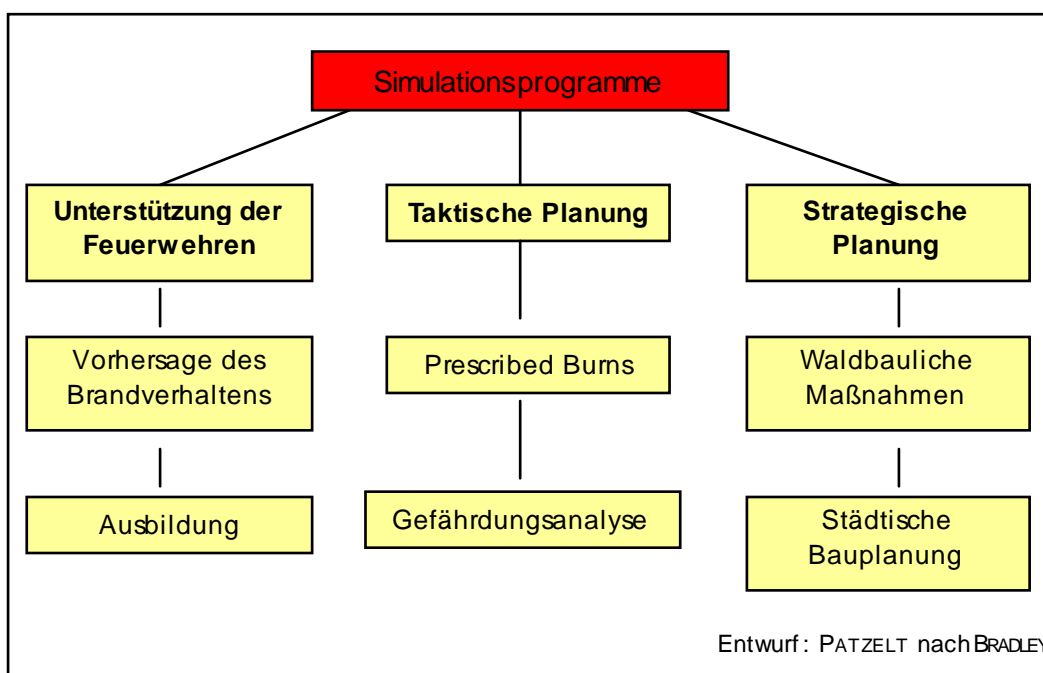 Simulationsprogramme
Unterstützung der
Feuerwehren
Taktische Planung
Strategische
Planung
Vorhersage des
Brandverhaltens
Prescribed Burns
Waldbauliche
Maßnahmen
Ausbildung
Gefährdungsanalyse
Städtische
Bauplanung
Entwurf: PATZELT nach BRADLEY